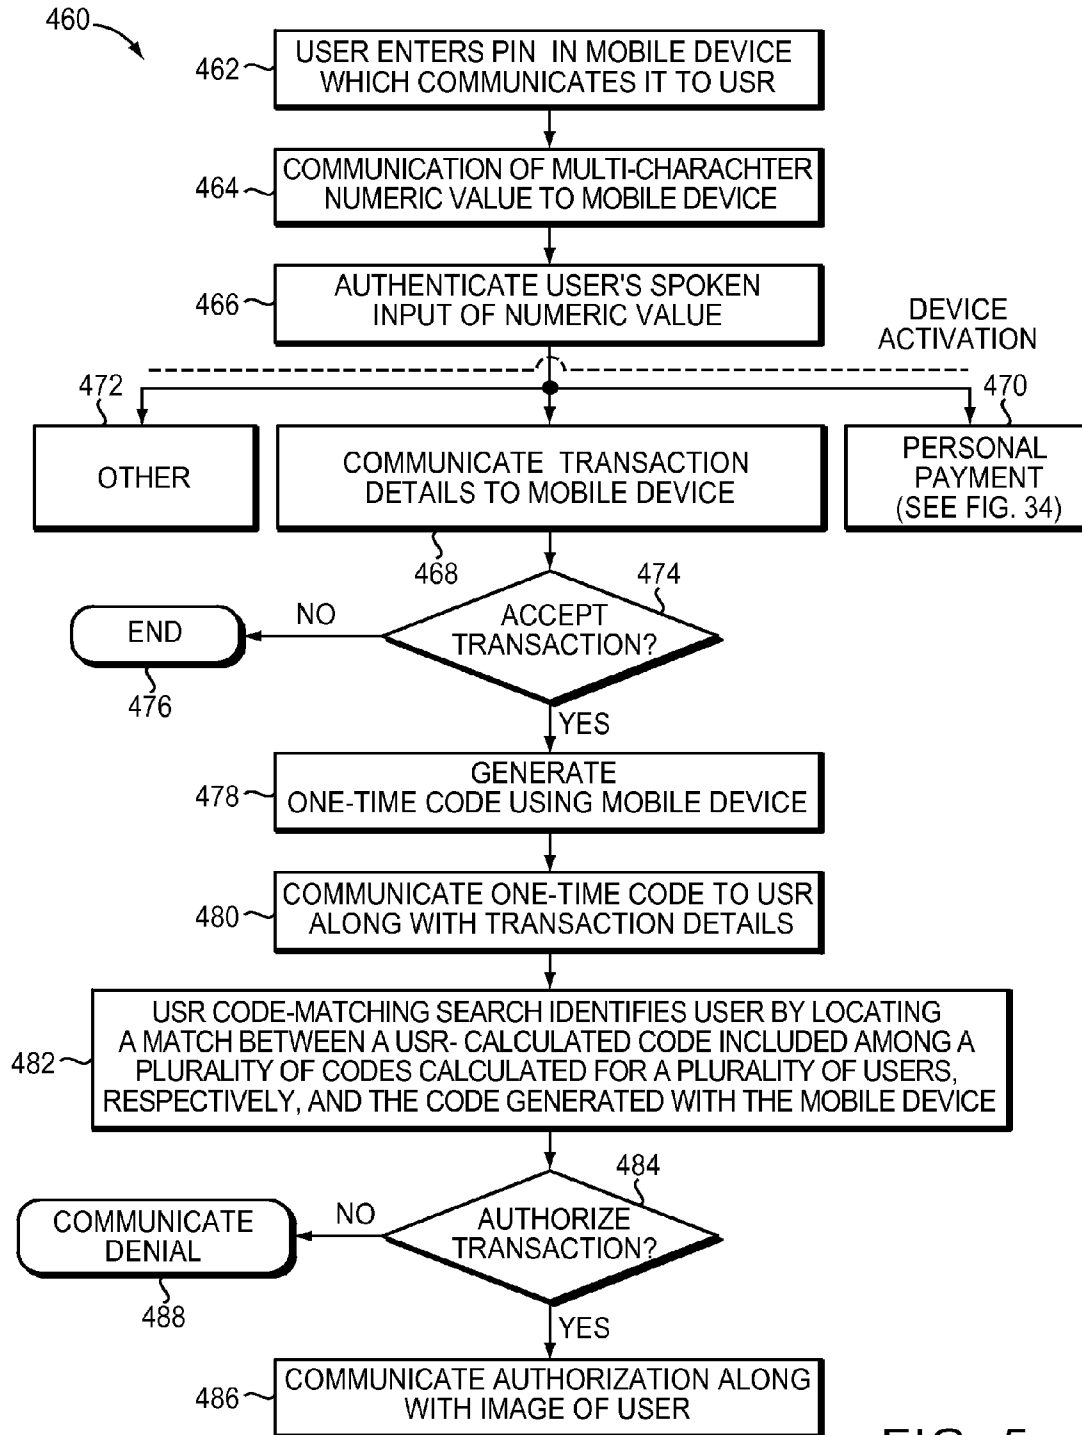 460
462
USER ENTERS PIN IN MOBILE DEVICE
WHICH COMMUNICATES IT TO USR
464
COMMUNICATION OF MULTI-CHARACHTER
NUMERIC VALUE TO MOBILE DEVICE
466
AUTHENTICATE USER'S SPOKEN
INPUT OF NUMERIC VALUE
DEVICE
ACTIVATION
472
470
OTHER
COMMUNICATE TRANSACTION
DETAILS TO MOBILE DEVICE
PERSONAL
PAYMENT
(SEE FIG. 34)
468
474
ACCEPT
TRANSACTION?
NO
END
476
YES
478
GENERATE
ONE-TIME CODE USING MOBILE DEVICE
480
COMMUNICATE ONE-TIME CODE TO USR
ALONG WITH TRANSACTION DETAILS
482
USR CODE-MATCHING SEARCH IDENTIFIES USER BY LOCATING
A MATCH BETWEEN A USR- CALCULATED CODE INCLUDED AMONG A
PLURALITY OF CODES CALCULATED FOR A PLURALITY OF USERS,
RESPECTIVELY, AND THE CODE GENERATED WITH THE MOBILE DEVICE
484
AUTHORIZE
TRANSACTION?
NO
COMMUNICATE
DENIAL
488
YES
486
COMMUNICATE AUTHORIZATION ALONG
WITH IMAGE OF USER